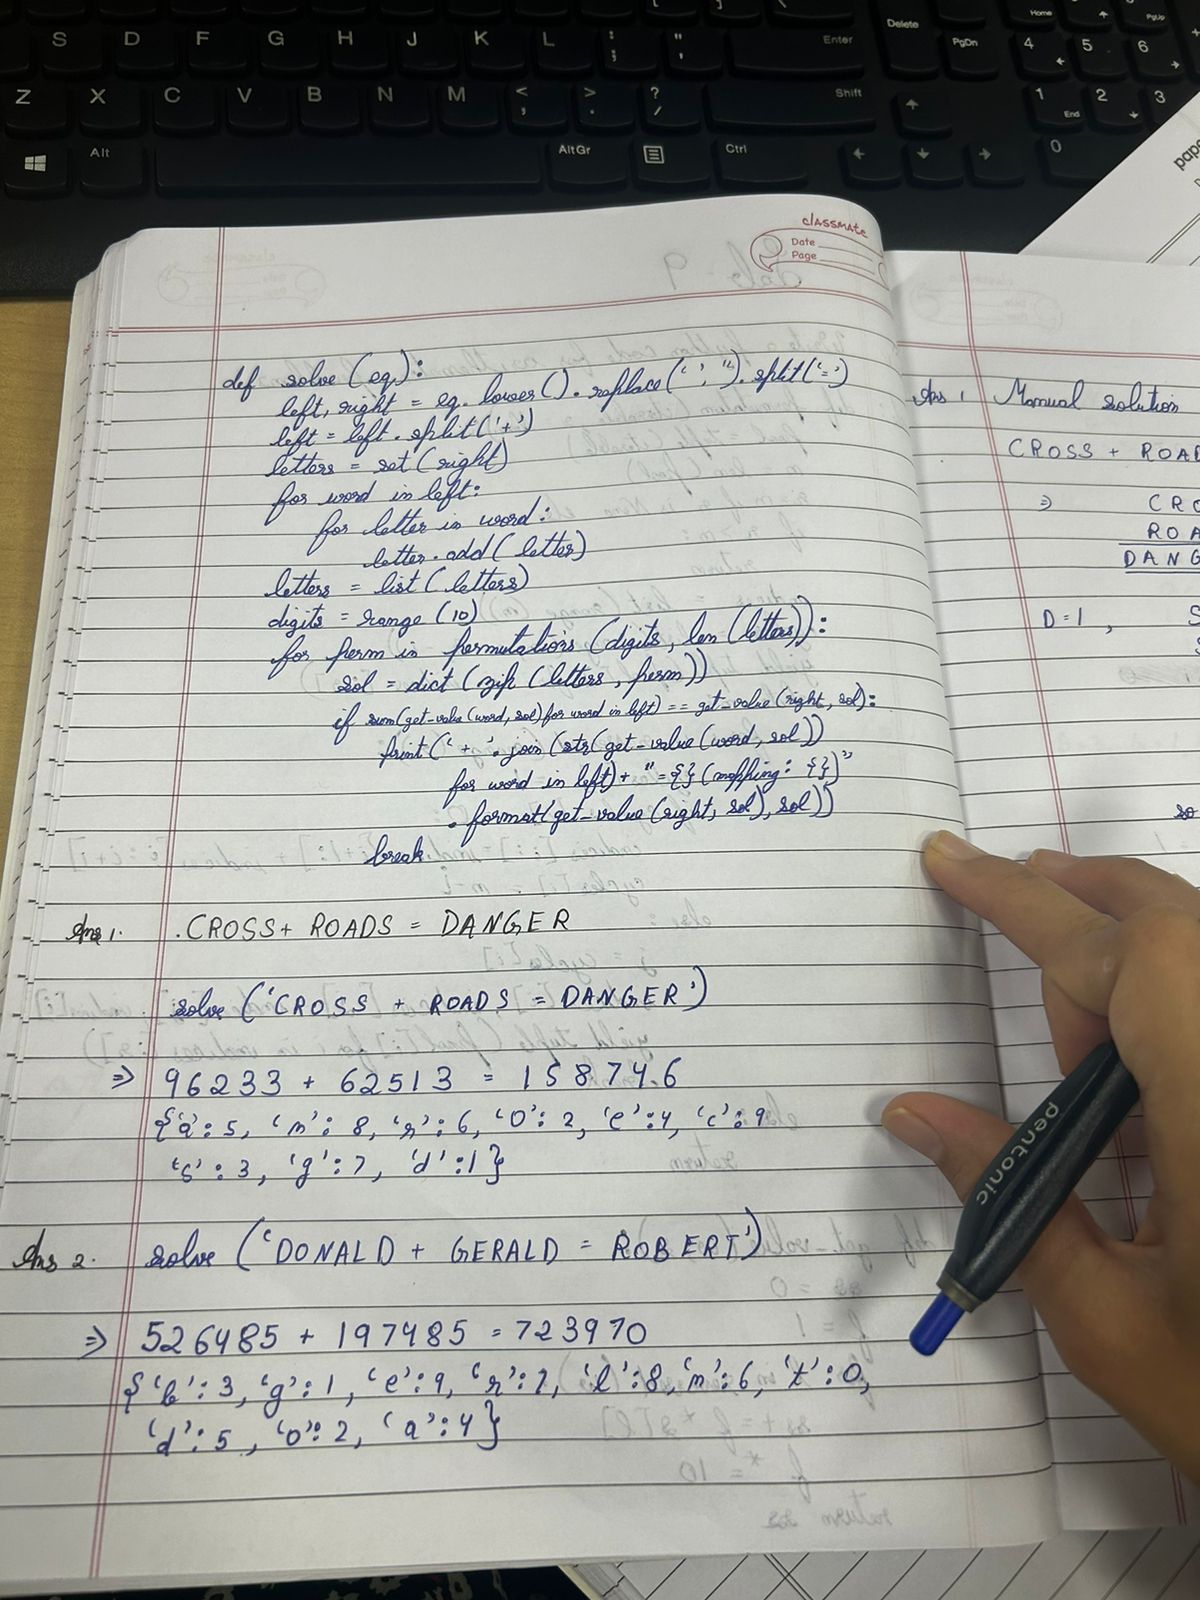 S D F G H J K L : ; " ' Enter
Delete
PgDn
Home
PgUp
4 5 6
Z X C V B N M < , > . ? / Shift
1 End 2 3
Alt Alt Gr Ctrl
0
classmate
Date
Page
def solve (eq,):
left, right = eq. lower(). replace(' ', ''). split('=')
left = left. split('+')
letters = set (right)
for word in left:
for letter in word:
letter. add( letter)
letters = list (letters)
digits = range (10)
for perm in permutations (digits, len (letters)):
sol = dict (zip (letters, perm))
if sum(get-value (word, sol) for word in left) == get-value (right, sol):
print(' + '. join (str( get-value (word, sol))
for word in left) + " = {} (mapping: {})"
. format( get-value (right, sol), sol))
break
Ans 1. . CROSS + ROADS = DANGER
solve ('CROSS + ROADS = DANGER')
⇒ 96233 + 62513 = 158746
{'a': 5, 'n': 8, 'r': 6, 'O': 2, 'e': 4, 'c': 9
's': 3, 'g': 7, 'd': 1}
Ans 2. solve ('DONALD + GERALD = ROBERT')
⇒ 526485 + 197485 = 723970
{'b': 3, 'g': 1, 'e': 9, 'r': 7, 'l': 8, 'n': 6, 't': 0,
'd': 5, 'o': 2, 'a': 4}
Ans 1 Manual solution
CROSS + ROA
⇒ CRO
ROA
DANG
D = 1, S
so
pentonic